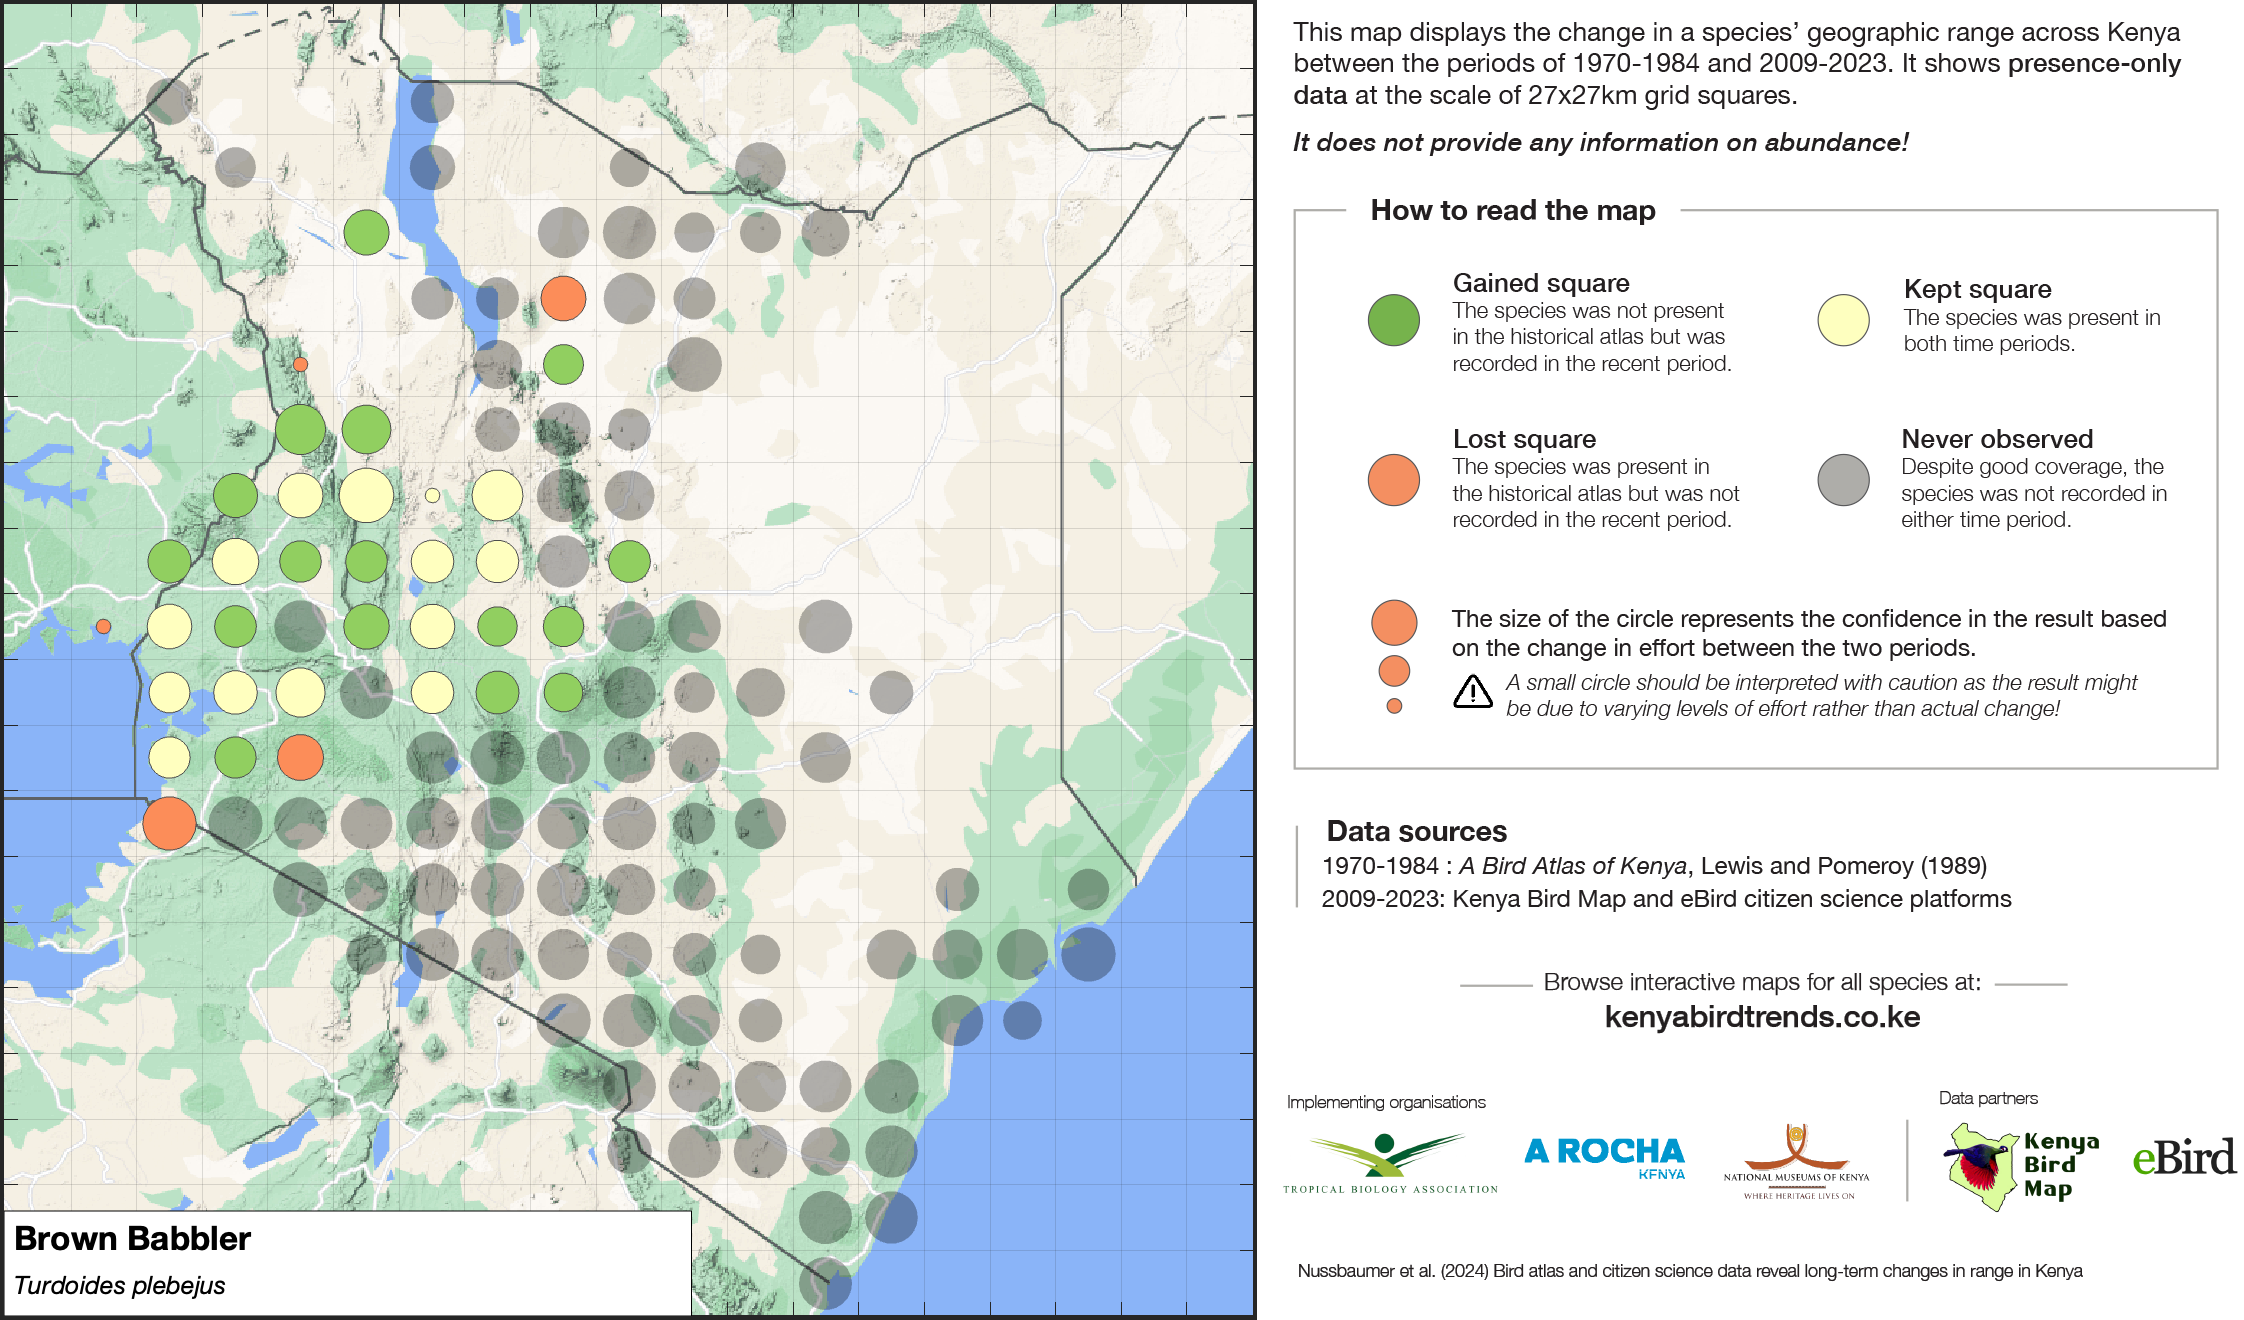 This map displays the change in a species’ geographic range across Kenya
between the periods of 1970-1984 and 2009-2023. It shows presence-only
data at the scale of 27x27km grid squares.
It does not provide any information on abundance!
How to read the map
Gained square
The species was not present
in the historical atlas but was
recorded in the recent period.
Kept square
The species was present in
both time periods.
Lost square
The species was present in
the historical atlas but was not
recorded in the recent period.
Never observed
Despite good coverage, the
species was not recorded in
either time period.
The size of the circle represents the confidence in the result based
on the change in effort between the two periods.
A small circle should be interpreted with caution as the result might
be due to varying levels of effort rather than actual change!
Data sources
1970-1984 : A Bird Atlas of Kenya, Lewis and Pomeroy (1989)
2009-2023: Kenya Bird Map and eBird citizen science platforms
Browse interactive maps for all species at:
kenyabirdtrends.co.ke
Implementing organisations
Data partners
TROPICAL BIOLOGY ASSOCIATION
A ROCHA
KENYA
NATIONAL MUSEUMS OF KENYA
WHERE HERITAGE LIVES ON
Kenya
Bird
Map
eBird
Brown Babbler
Turdoides plebejus
Nussbaumer et al. (2024) Bird atlas and citizen science data reveal long-term changes in range in Kenya